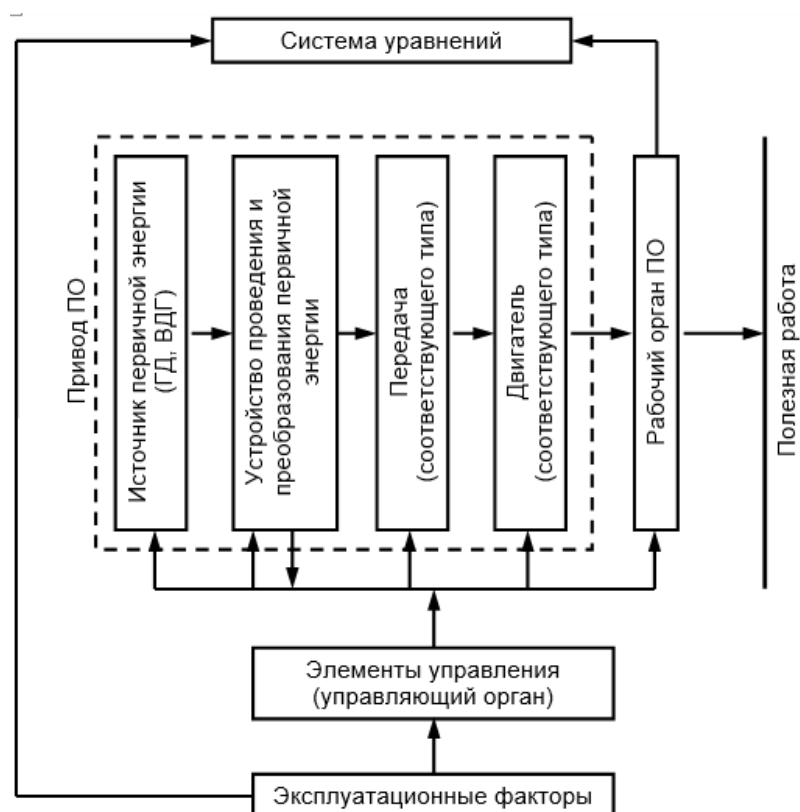 Система уравнений
Привод ПО
Источник первичной энергии
(ГД, ВДГ)
Устройство проведения и
преобразования первичной
энергии
Передача
(соответствующего типа)
Двигатель
(соответствующего типа)
Рабочий орган ПО
Полезная работа
Элементы управления
(управляющий орган)
Эксплуатационные факторы